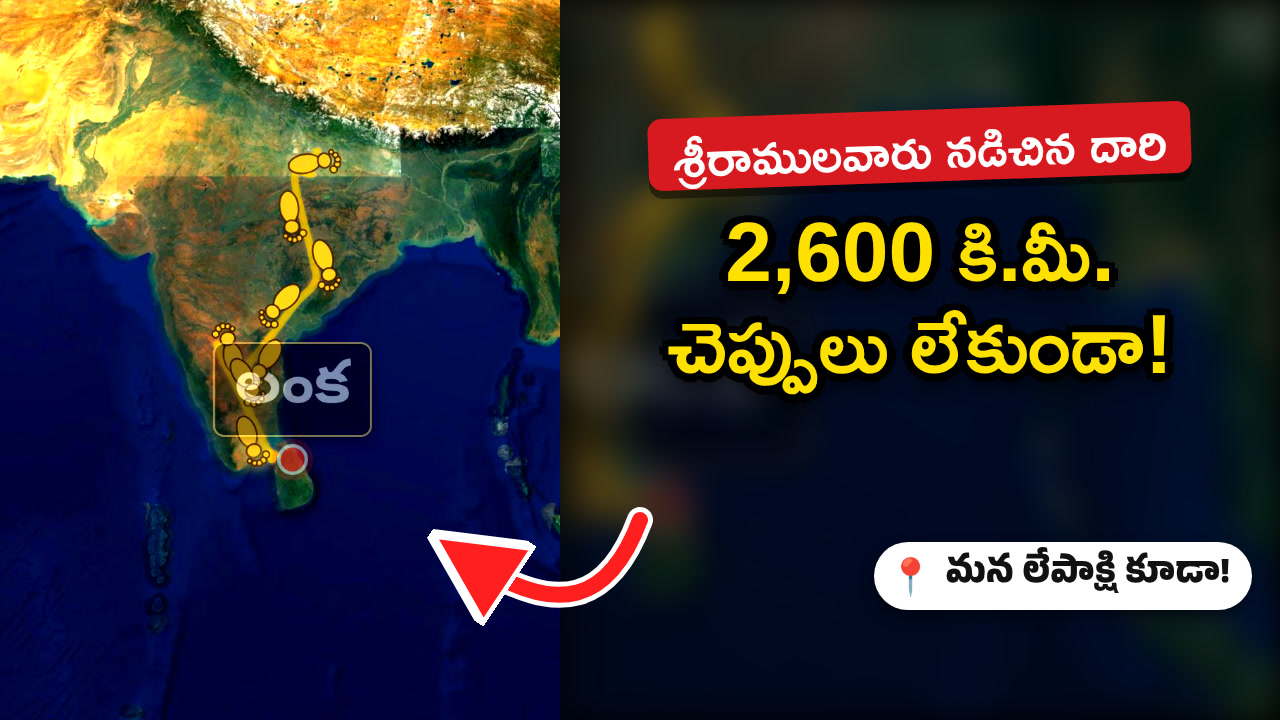 శ్రీరాములవారు నడిచిన దారి
2,600 కి.మీ.
చెప్పులు లేకుండా!
లంక
మన లేపాక్షి కూడా!